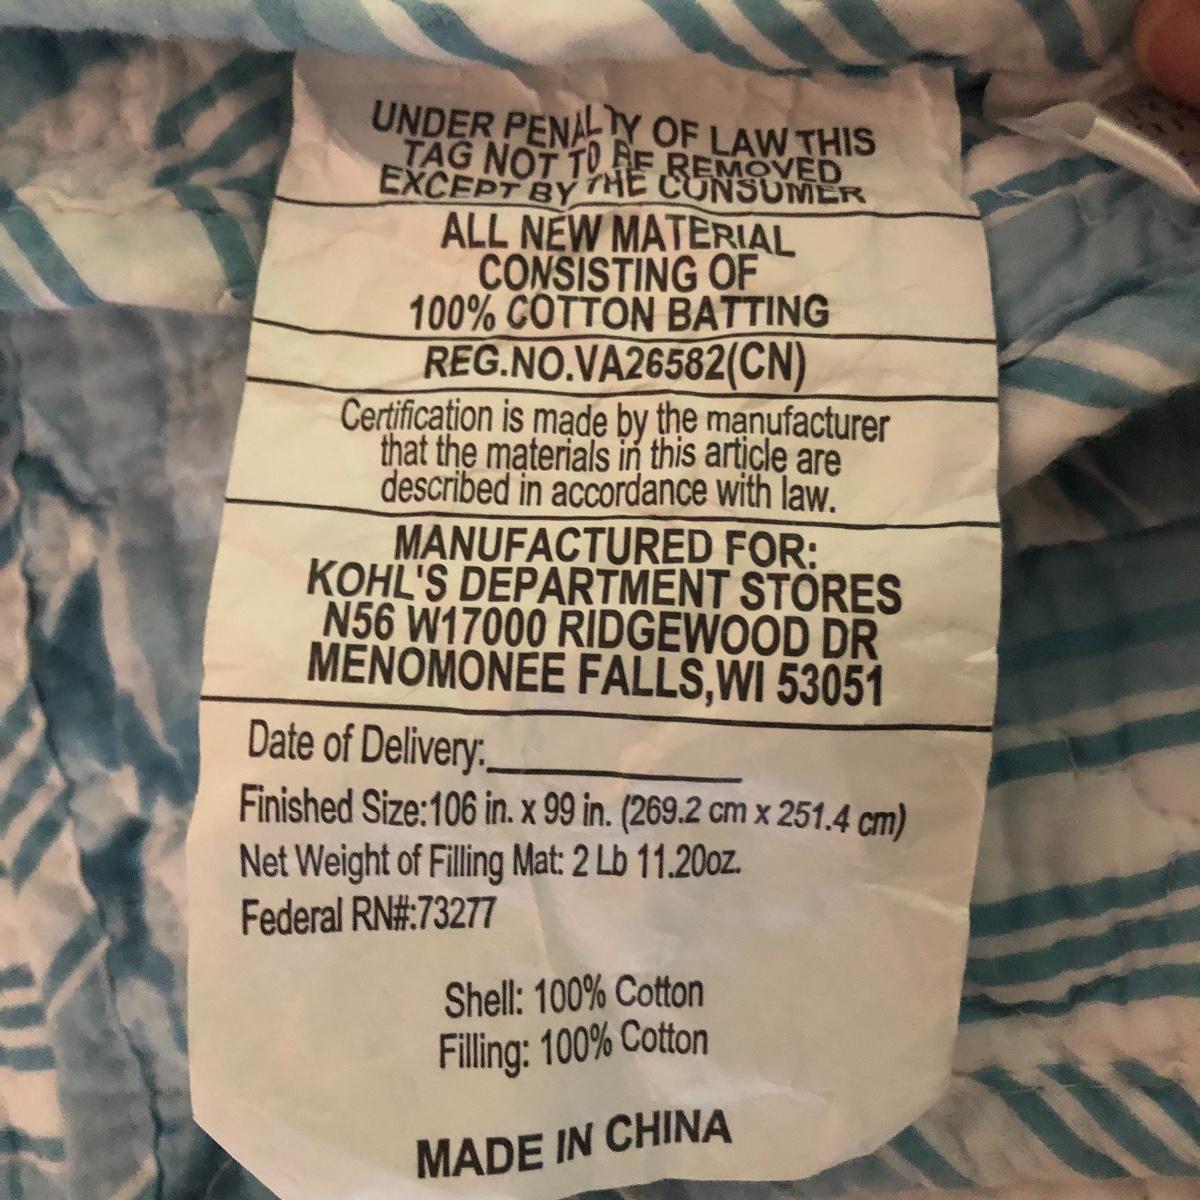 UNDER PENALTY OF LAW THIS
TAG NOT TO BE REMOVED
EXCEPT BY THE CONSUMER
ALL NEW MATERIAL
CONSISTING OF
100% COTTON BATTING
REG.NO.VA26582(CN)
Certification is made by the manufacturer
that the materials in this article are
described in accordance with law.
MANUFACTURED FOR:
KOHL'S DEPARTMENT STORES
N56 W17000 RIDGEWOOD DR
MENOMONEE FALLS,WI 53051
Date of Delivery:____________
Finished Size:106 in. x 99 in. (269.2 cm x 251.4 cm)
Net Weight of Filling Mat: 2 Lb 11.20oz.
Federal RN#:73277
Shell: 100% Cotton
Filling: 100% Cotton
MADE IN CHINA